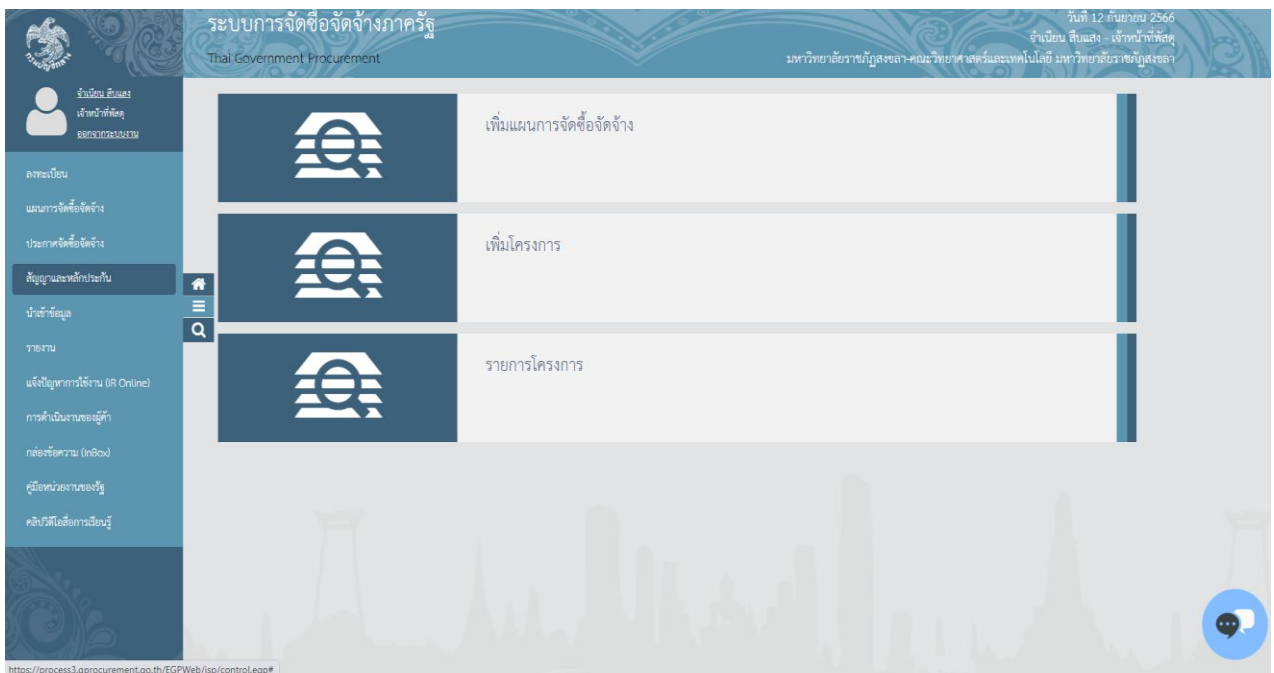 ระบบการจัดซื้อจัดจ้างภาครัฐ
Thai Government Procurement
วันที่ 12 กันยายน 2566
จำเนียน สืบแสง - เจ้าหน้าที่พัสดุ
มหาวิทยาลัยราชภัฏสงขลา-คณะวิทยาศาสตร์และเทคโนโลยี มหาวิทยาลัยราชภัฏสงขลา
จำเนียน สืบแสง
เจ้าหน้าที่พัสดุ
ออกจากระบบงาน
ลงทะเบียน
แผนการจัดซื้อจัดจ้าง
ประกาศจัดซื้อจัดจ้าง
สัญญาและหลักประกัน
นำเข้าข้อมูล
รายงาน
แจ้งปัญหาการใช้งาน (IR Online)
การดำเนินงานของผู้ค้า
กล่องข้อความ (InBox)
คู่มือหน่วยงานของรัฐ
คลิปวีดีโอสื่อการเรียนรู้
เพิ่มแผนการจัดซื้อจัดจ้าง
เพิ่มโครงการ
รายการโครงการ
https://process3.gprocurement.go.th/EGPWeb/jsp/control.egp#